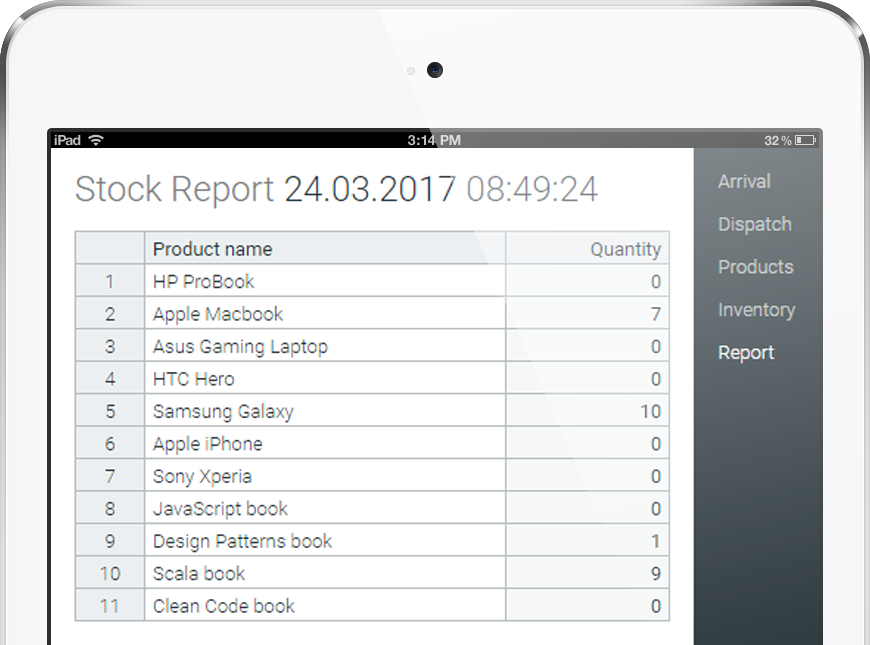 iPad 3:14 PM 32%
Stock Report 24.03.2017 08:49:24
Product name Quantity
1 HP ProBook 0
2 Apple Macbook 7
3 Asus Gaming Laptop 0
4 HTC Hero 0
5 Samsung Galaxy 10
6 Apple iPhone 0
7 Sony Xperia 0
8 JavaScript book 0
9 Design Patterns book 1
10 Scala book 9
11 Clean Code book 0
Arrival
Dispatch
Products
Inventory
Report